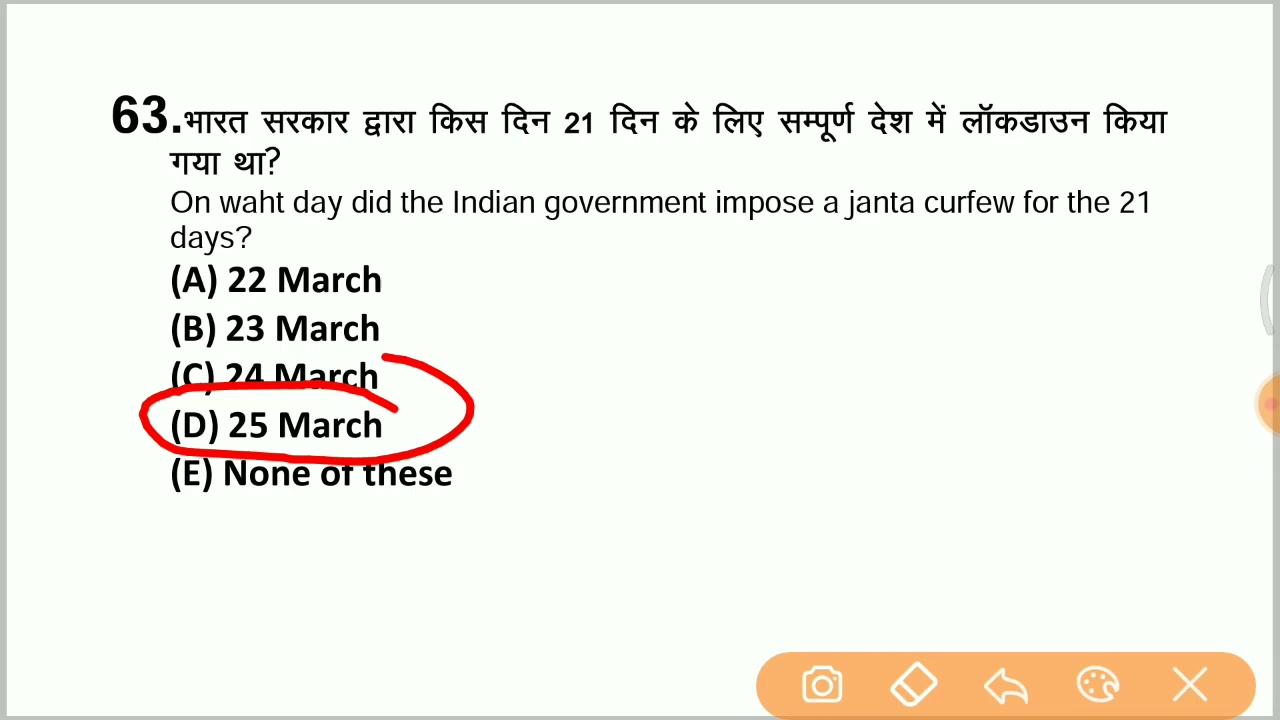 63.भारत सरकार द्वारा किस दिन 21 दिन के लिए सम्पूर्ण देश में लॉकडाउन किया
गया था?
On waht day did the Indian government impose a janta curfew for the 21
days?
(A) 22 March
(B) 23 March
(C) 24 March
(D) 25 March
(E) None of these